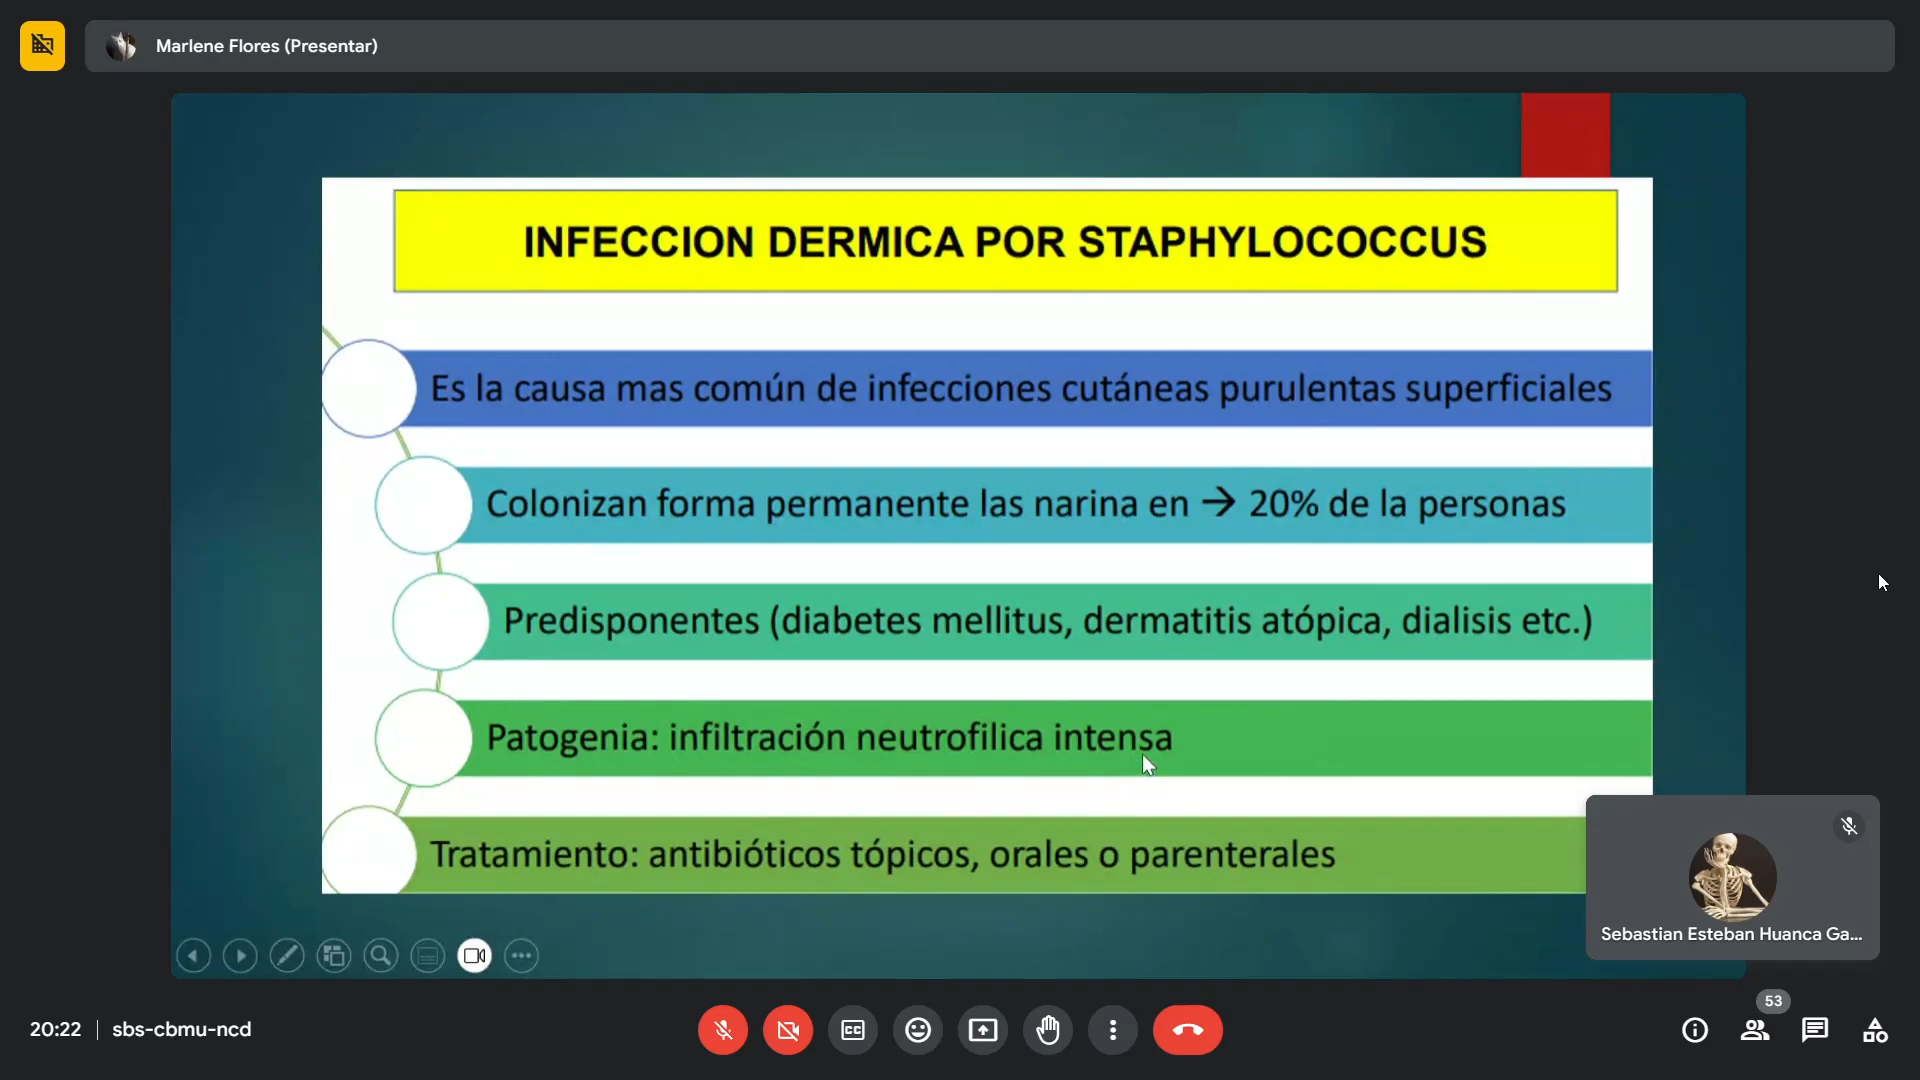 Marlene Flores (Presentar)
INFECCION DERMICA POR STAPHYLOCOCCUS
Es la causa mas común de infecciones cutáneas purulentas superficiales
Colonizan forma permanente las narina en → 20% de la personas
Predisponentes (diabetes mellitus, dermatitis atópica, dialisis etc.)
Patogenia: infiltración neutrofilica intensa
Tratamiento: antibióticos tópicos, orales o parenterales
Sebastian Esteban Huanca Ga...
20:22 | sbs-cbmu-ncd
CC
53